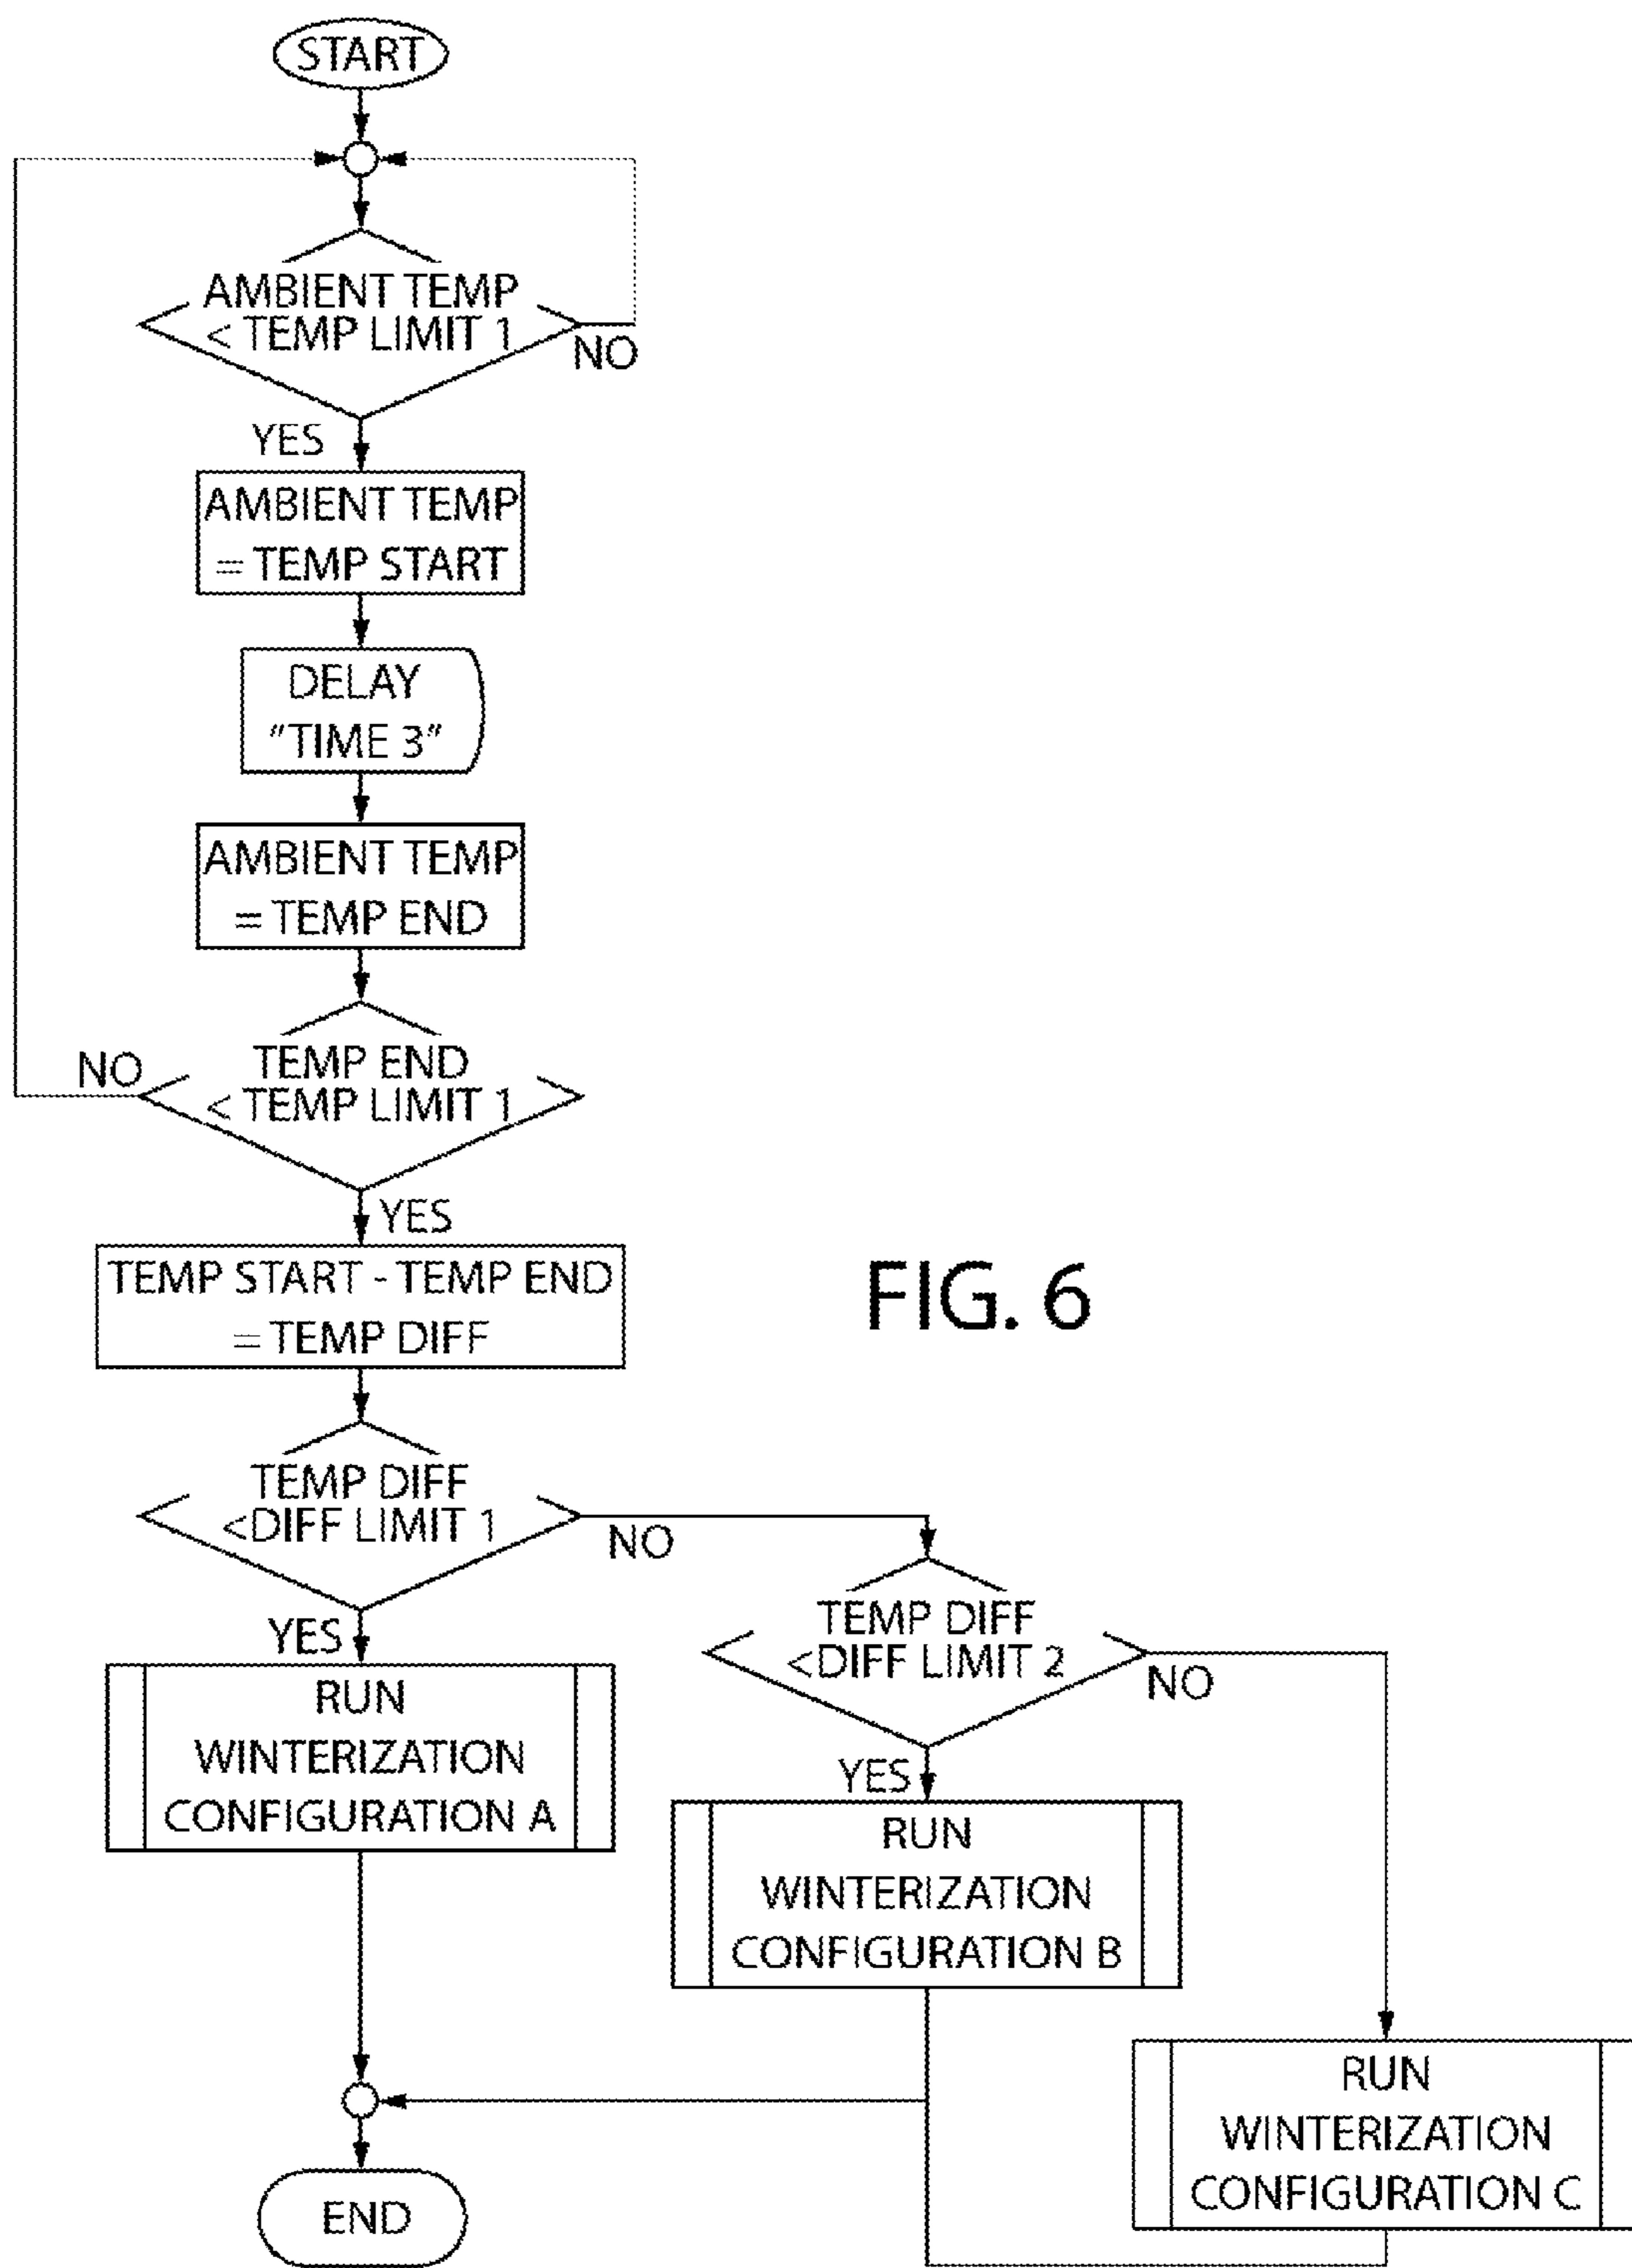 START
AMBIENT TEMP
< TEMP LIMIT 1
NO
YES
AMBIENT TEMP
= TEMP START
DELAY
"TIME 3"
AMBIENT TEMP
= TEMP END
TEMP END
< TEMP LIMIT 1
NO
YES
TEMP START - TEMP END
= TEMP DIFF
FIG. 6
TEMP DIFF
<DIFF LIMIT 1
NO
YES
RUN
WINTERIZATION
CONFIGURATION A
TEMP DIFF
<DIFF LIMIT 2
NO
YES
RUN
WINTERIZATION
CONFIGURATION B
RUN
WINTERIZATION
CONFIGURATION C
END